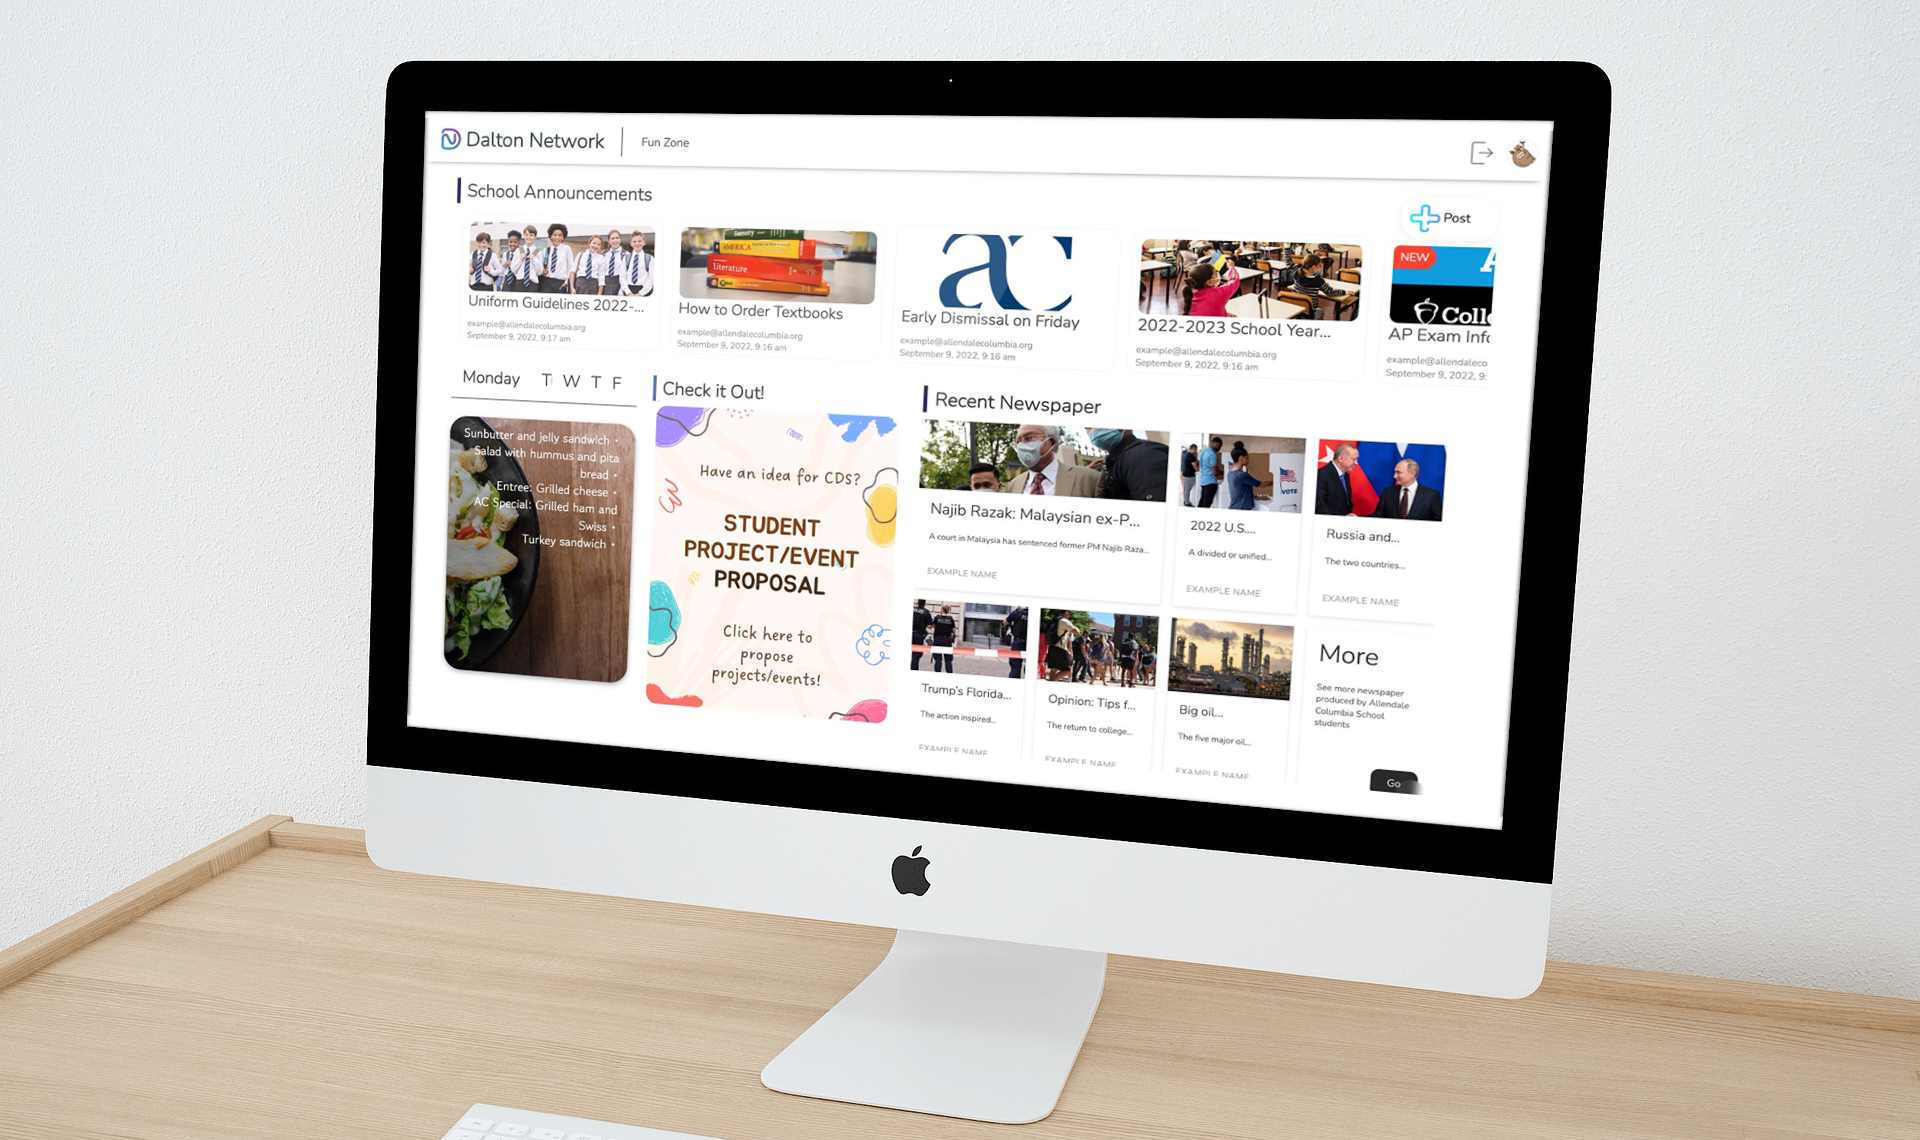 Dalton Network
Fun Zone
School Announcements
Post
Geometry
AMERICA
Literature
ac
NEW
Uniform Guidelines 2022-...
example@allendalecolumbia.org
September 9, 2022, 9:17 am
How to Order Textbooks
example@allendalecolumbia.org
September 9, 2022, 9:16 am
Early Dismissal on Friday
example@allendalecolumbia.org
September 9, 2022, 9:16 am
2022-2023 School Year...
example@allendalecolumbia.org
September 9, 2022, 9:16 am
A
Colle
AP Exam Info
example@allendaleco
September 9, 2022, 9:
Monday T W T F
Sunbutter and jelly sandwich •
Salad with hummus and pita
bread •
Entree: Grilled cheese •
AC Special: Grilled ham and
Swiss •
Turkey sandwich •
Check it Out!
Have an idea for CDS?
STUDENT
PROJECT/EVENT
PROPOSAL
Click here to
propose
projects/events!
Recent Newspaper
Najib Razak: Malaysian ex-P...
A court in Malaysia has sentenced former PM Najib Raza...
EXAMPLE NAME
VOTE
2022 U.S....
A divided or unified...
EXAMPLE NAME
Russia and...
The two countries...
EXAMPLE NAME
Trump's Florida...
The action inspired...
EXAMPLE NAME
Opinion: Tips f...
The return to college...
EXAMPLE NAME
Big oil...
The five major oil...
EXAMPLE NAME
More
See more newspaper
produced by Allendale
Columbia School
students
Go